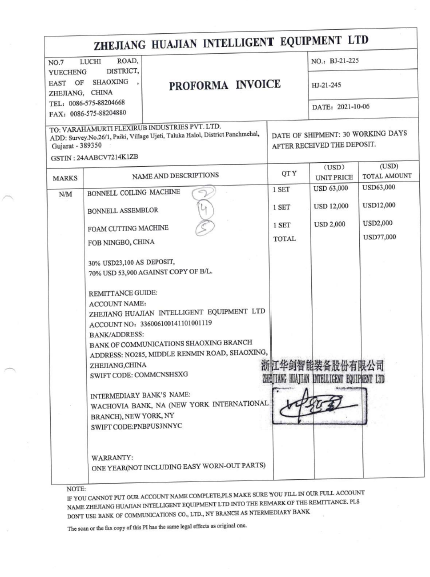 ZHEJIANG HUAJIAN INTELLIGENT EQUIPMENT LTD
NO.7 LUCHI ROAD,
YUECHENG DISTRICT,
EAST OF SHAOXING ,
ZHEJIANG, CHINA
TEL: 0086-575-88204668
FAX: 0086-575-88204880
PROFORMA INVOICE
NO.: BJ-21-225
HJ-21-245
DATE: 2021-10-06
TO: VARAHAMURTI FLEXIRUB INDUSTRIES PVT. LTD.
ADD: Survey.No.26/1, Paiki, Village Ujeti, Taluka Halol, District Panchmahal,
Gujarat - 389350
GSTIN : 24AABCV7214K1ZB
DATE OF SHIPMENT: 30 WORKING DAYS
AFTER RECEIVED THE DEPOSIT.
MARKS NAME AND DESCRIPTIONS QTY (USD) UNIT PRICE (USD) TOTAL AMOUNT
N/M BONNELL COILING MACHINE 1 SET USD 63,000 USD63,000
BONNELL ASSEMBLOR 4 1 SET USD 12,000 USD12,000
FOAM CUTTING MACHINE 1 SET USD 2,000 USD2,000
FOB NINGBO, CHINA TOTAL USD77,000
30% USD23,100 AS DEPOSIT,
70% USD 53,900 AGAINST COPY OF B/L.
REMITTANCE GUIDE:
ACCOUNT NAME:
ZHEJIANG HUAJIAN INTELLIGENT EQUIPMENT LTD
ACCOUNT NO: 336006100141101001119
BANK/ADDRESS:
BANK OF COMMUNICATIONS SHAOXING BRANCH
ADDRESS: NO285, MIDDLE RENMIN ROAD, SHAOXING,
ZHEJIANG,CHINA
SWIFT CODE: COMMCNSHSXG
浙江华剑智能装备股份有限公司
ZHEJIANG HUAJIAN INTELLIGENT EQUIPMENT LTD
INTERMEDIARY BANK'S NAME:
WACHOVIA BANK, NA (NEW YORK INTERNATIONAL
BRANCH), NEW YORK, NY
SWIFT CODE:PNBPUS3NNYC
WARRANTY:
ONE YEAR(NOT INCLUDING EASY WORN-OUT PARTS)
NOTE:
IF YOU CANNOT PUT OUR ACCOUNT NAME COMPLETE,PLS MAKE SURE YOU FILL IN OUR FULL ACCOUNT
NAME ZHEJIANG HUAJIAN INTELLIGENT EQUIPMENT LTD INTO THE REMARK OF THE REMITTANCE. PLS
DON'T USE BANK OF COMMUNICATIONS CO., LTD., NY BRANCH AS INTERMEDIARY BANK
The scan or the fax copy of this PI has the same legal effects as original one.